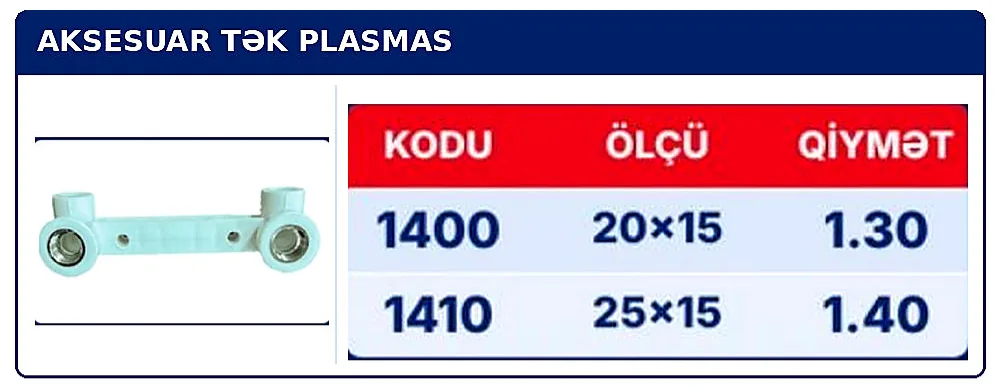 AKSESUAR TƏK PLASMAS
KODU ÖLÇÜ QİYMƏT
1400 20×15 1.30
1410 25×15 1.40